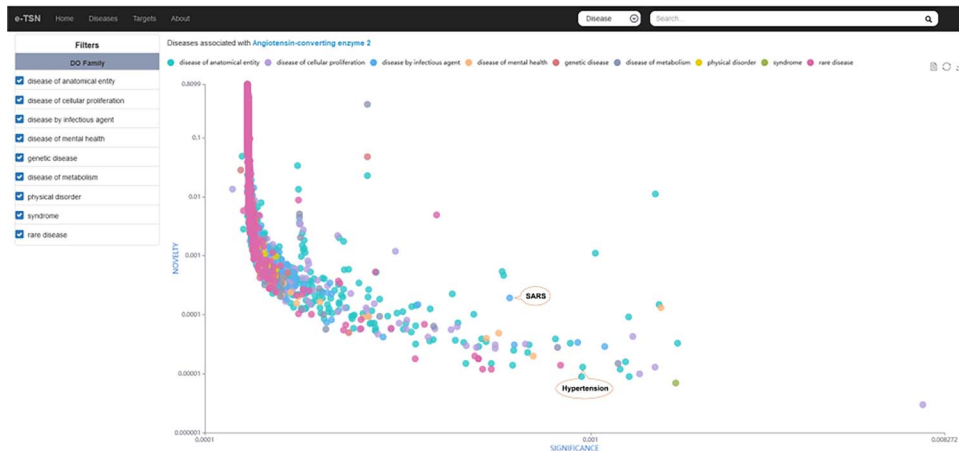 e-TSN Home Diseases Targets About Disease Search...
Filters
DO Family
disease of anatomical entity
disease of cellular proliferation
disease by infectious agent
disease of mental health
genetic disease
disease of metabolism
physical disorder
syndrome
rare disease
Diseases associated with Angiotensin-converting enzyme 2
disease of anatomical entity disease of cellular proliferation disease by infectious agent disease of mental health genetic disease disease of metabolism physical disorder syndrome rare disease
0.8099
0.1
0.01
0.001
0.0001
0.00001
0.000001
NOVELTY
SARS
Hypertension
0.0001 0.001 0.008272
SIGNIFICANCE